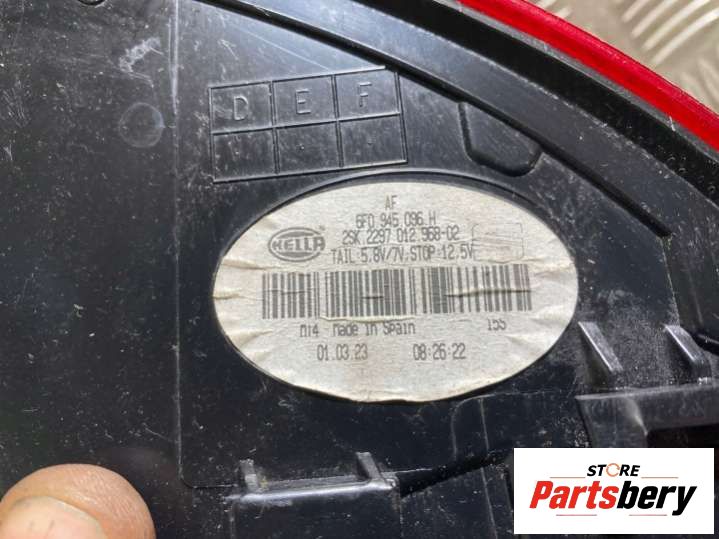 D E F
AF
6F0 945 096 H
2SK 2297 012 968-02
HELLA
TAIL:5.8V/7V,STOP:12.5V
M4 Made in Spain 155
01.03.23 08:26:22
STORE
Partsbery